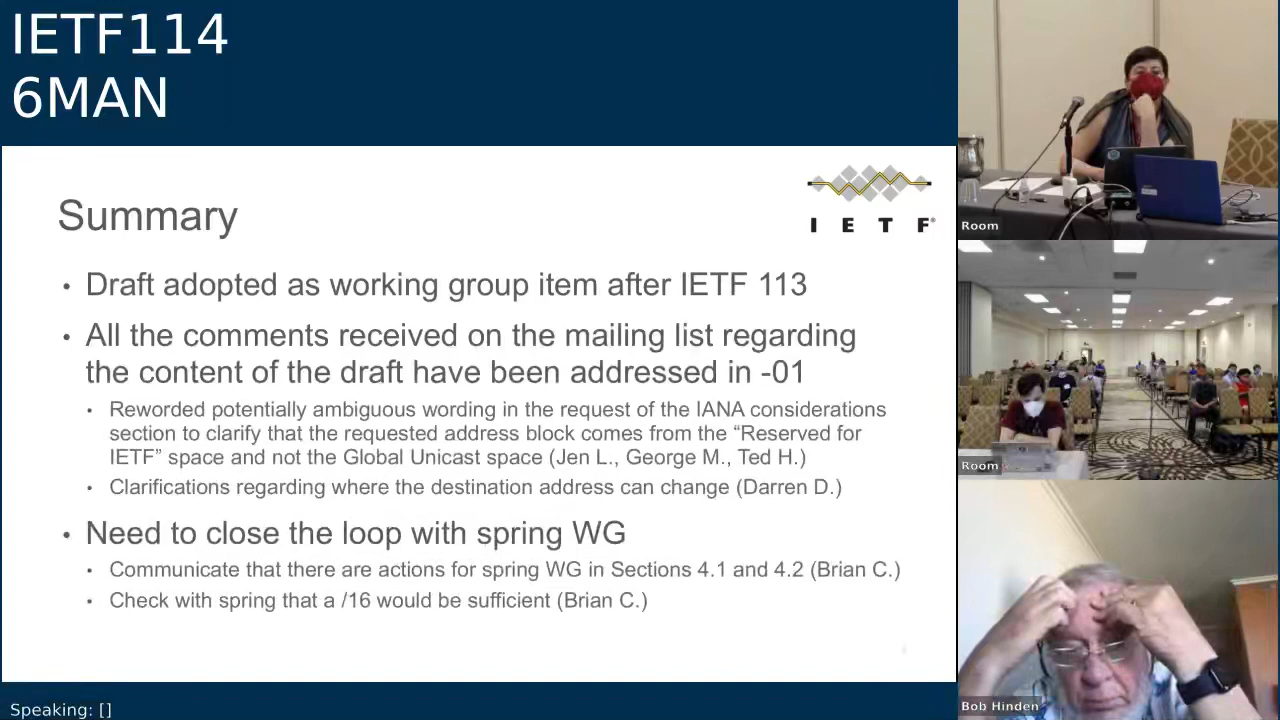 IETF114
6MAN
IETF®
Summary
• Draft adopted as working group item after IETF 113
• All the comments received on the mailing list regarding
the content of the draft have been addressed in -01
• Reworded potentially ambiguous wording in the request of the IANA considerations
section to clarify that the requested address block comes from the “Reserved for
IETF” space and not the Global Unicast space (Jen L., George M., Ted H.)
• Clarifications regarding where the destination address can change (Darren D.)
• Need to close the loop with spring WG
• Communicate that there are actions for spring WG in Sections 4.1 and 4.2 (Brian C.)
• Check with spring that a /16 would be sufficient (Brian C.)
Speaking: []
Room
Room
Bob Hinden